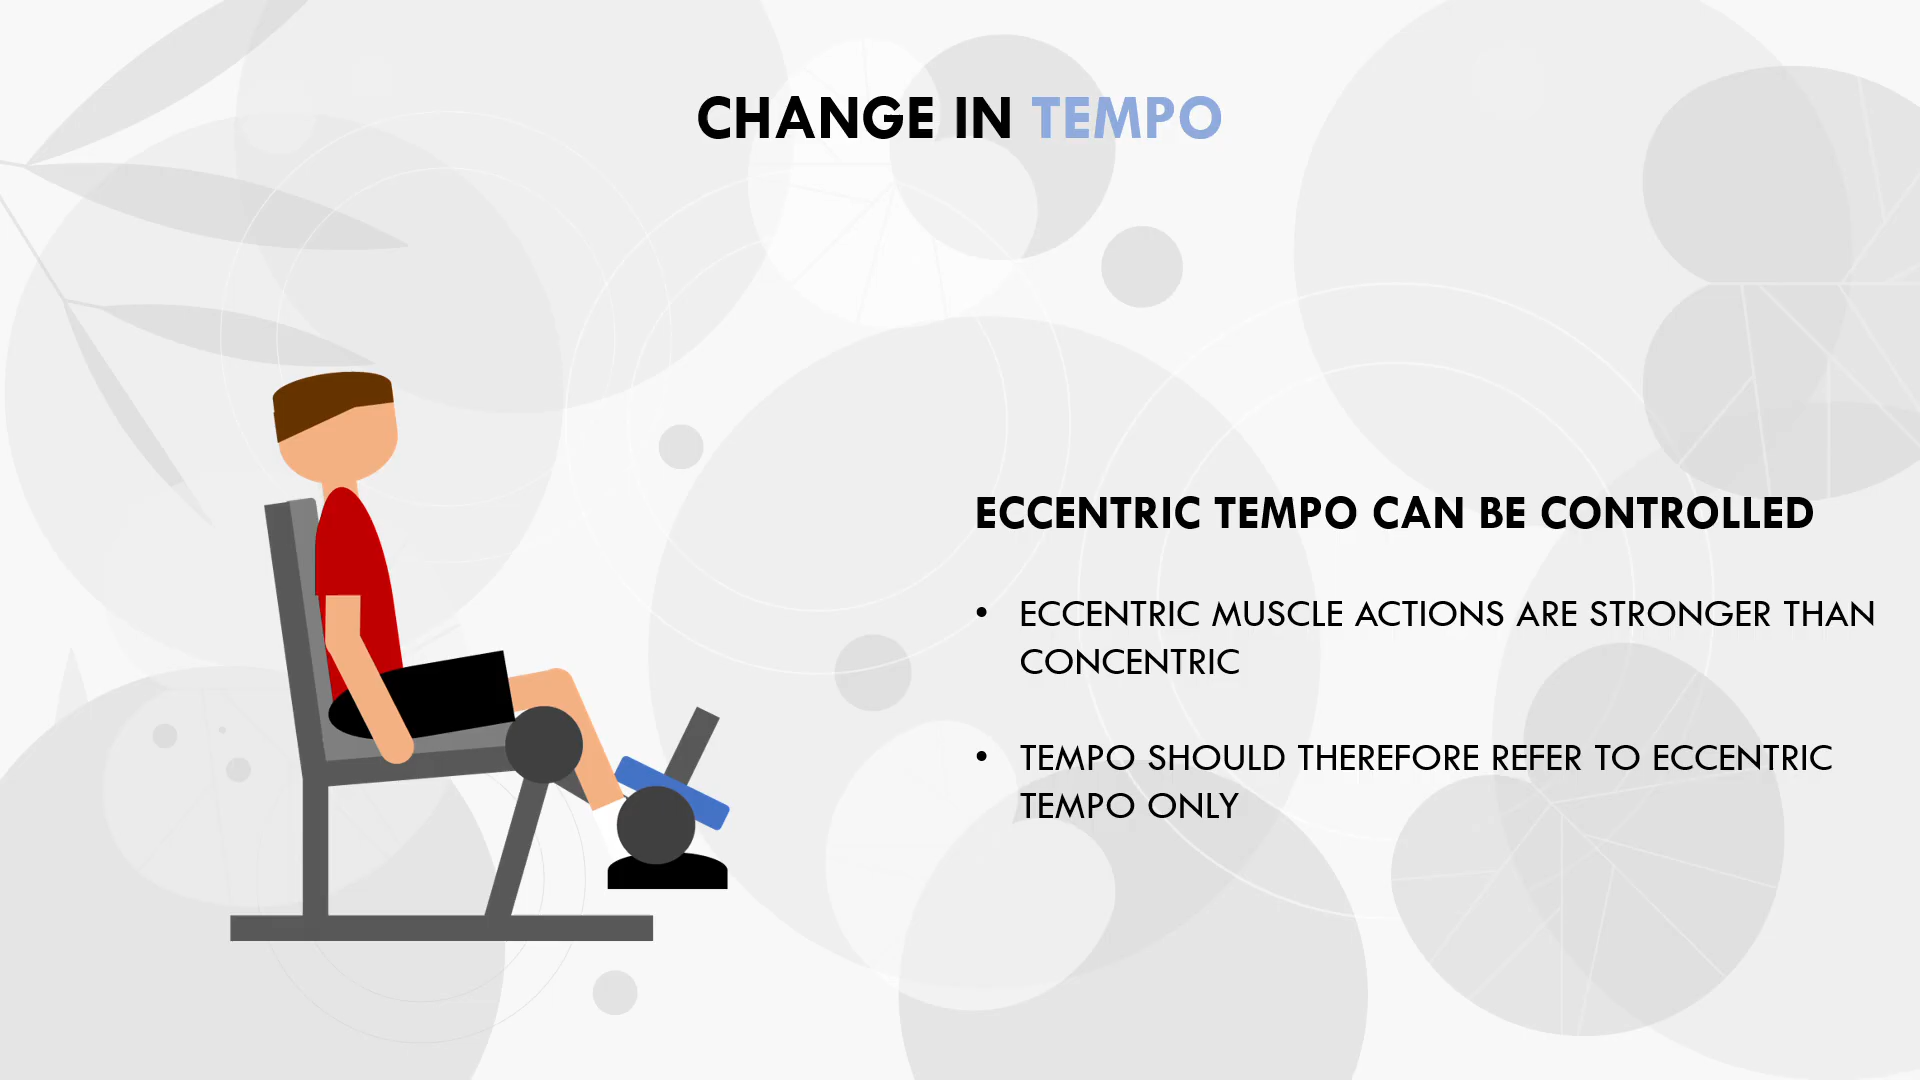 CHANGE IN TEMPO
ECCENTRIC TEMPO CAN BE CONTROLLED
• ECCENTRIC MUSCLE ACTIONS ARE STRONGER THAN
CONCENTRIC
• TEMPO SHOULD THEREFORE REFER TO ECCENTRIC
TEMPO ONLY